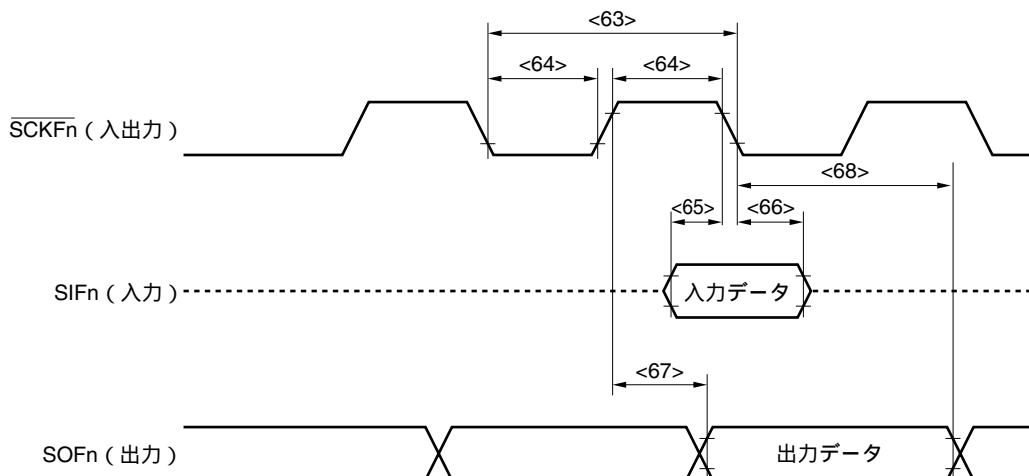 <63>
<64> <64>
SCKFn（入出力）
<68>
<65> <66>
SIFn（入力）
入力データ
<67>
SOFn（出力）
出力データ